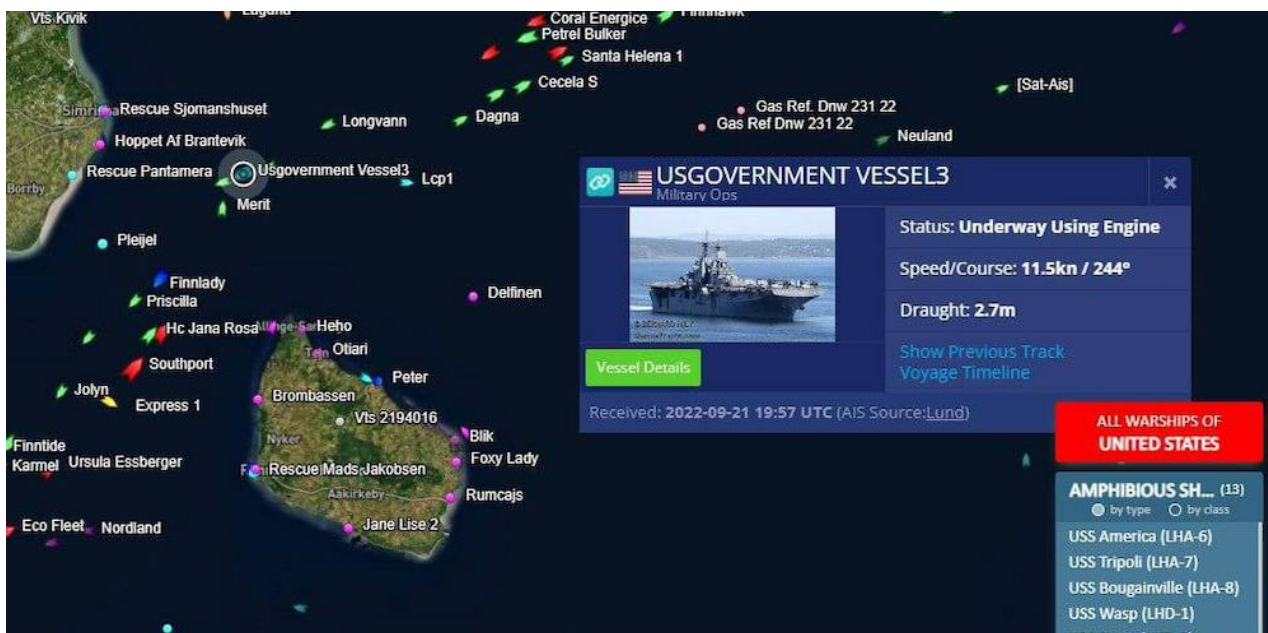 Vts Kivik
Coral Energice
Petrel Bulker
Santa Helena 1
Cecela S
[Sat-Ais]
Rescue Sjomanshuset
Longvann
Dagna
Gas Ref. Dnw 231 22
Gas Ref Dnw 231 22
Neuland
Hoppet Af Brantevik
Rescue Pantamera
Usgovernment Vessel3
Lcp1
Borrby
Merit
Pleijel
Finnlady
Priscilla
Delfinen
Hc Jana Rosa
Heho
Otiari
Southport
Peter
Jolyn
Express 1
Brombassen
Vts 2194016
Nyker
Blik
Finntide
Karmel
Ursula Essberger
Rescue Mads Jakobsen
Foxy Lady
Aakirkeby
Rumcajs
Eco Fleet
Nordland
Jane Lise 2
USGOVERNMENT VESSEL3
Military Ops
×
Status: Underway Using Engine
Speed/Course: 11.5kn / 244°
Draught: 2.7m
Show Previous Track
Voyage Timeline
Vessel Details
Received: 2022-09-21 19:57 UTC (AIS Source:Lund)
ALL WARSHIPS OF
UNITED STATES
AMPHIBIOUS SH... (13)
by type by class
USS America (LHA-6)
USS Tripoli (LHA-7)
USS Bougainville (LHA-8)
USS Wasp (LHD-1)